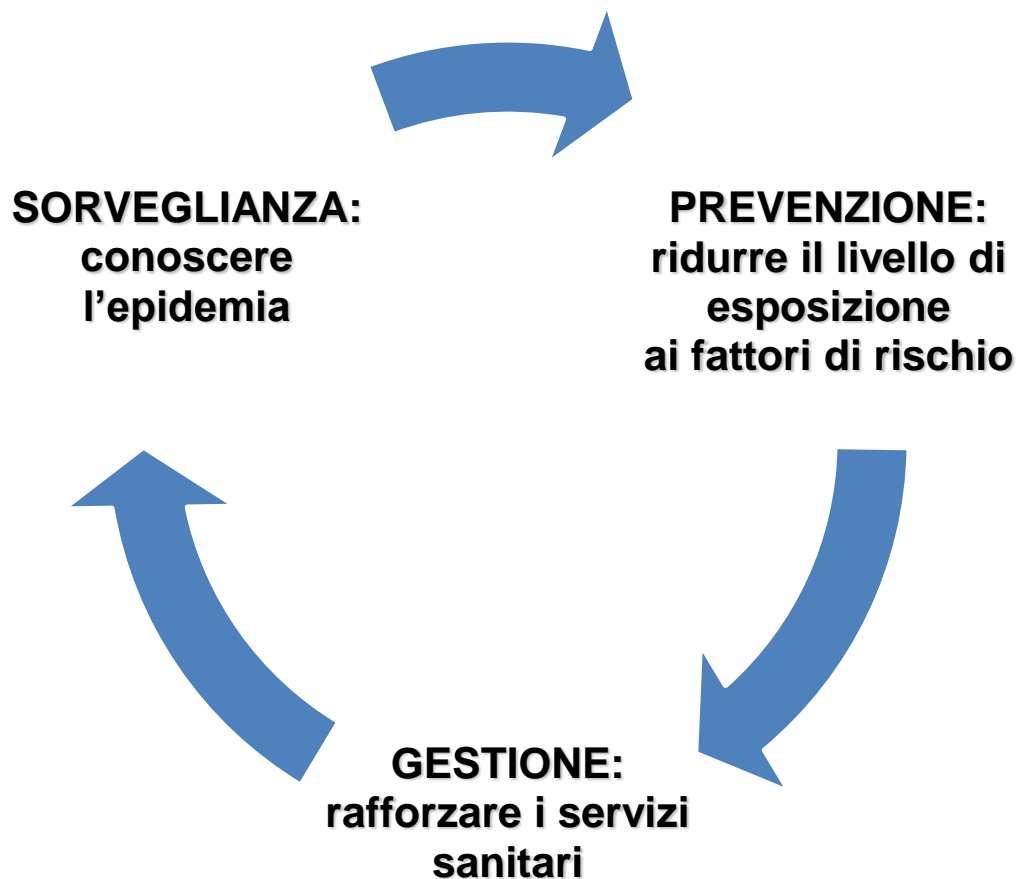 SORVEGLIANZA:
conoscere
l’epidemia
PREVENZIONE:
ridurre il livello di
esposizione
ai fattori di rischio
GESTIONE:
rafforzare i servizi
sanitari